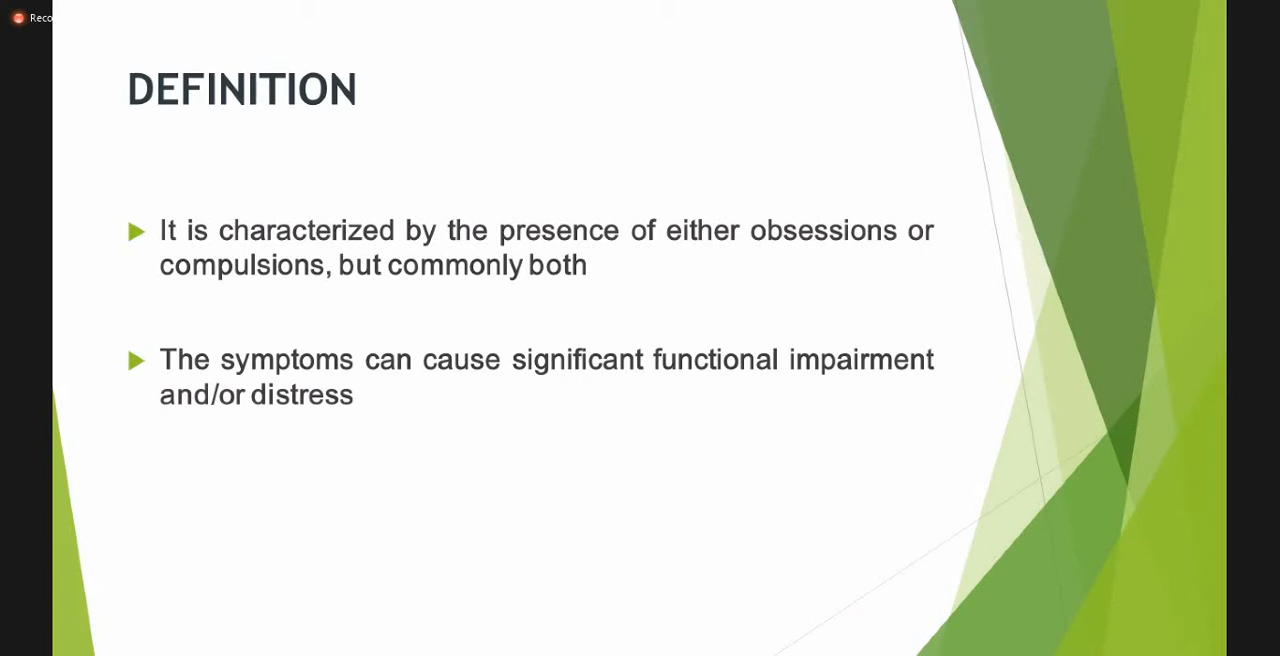 Reco
DEFINITION
It is characterized by the presence of either obsessions or
compulsions, but commonly both
The symptoms can cause significant functional impairment
and/or distress